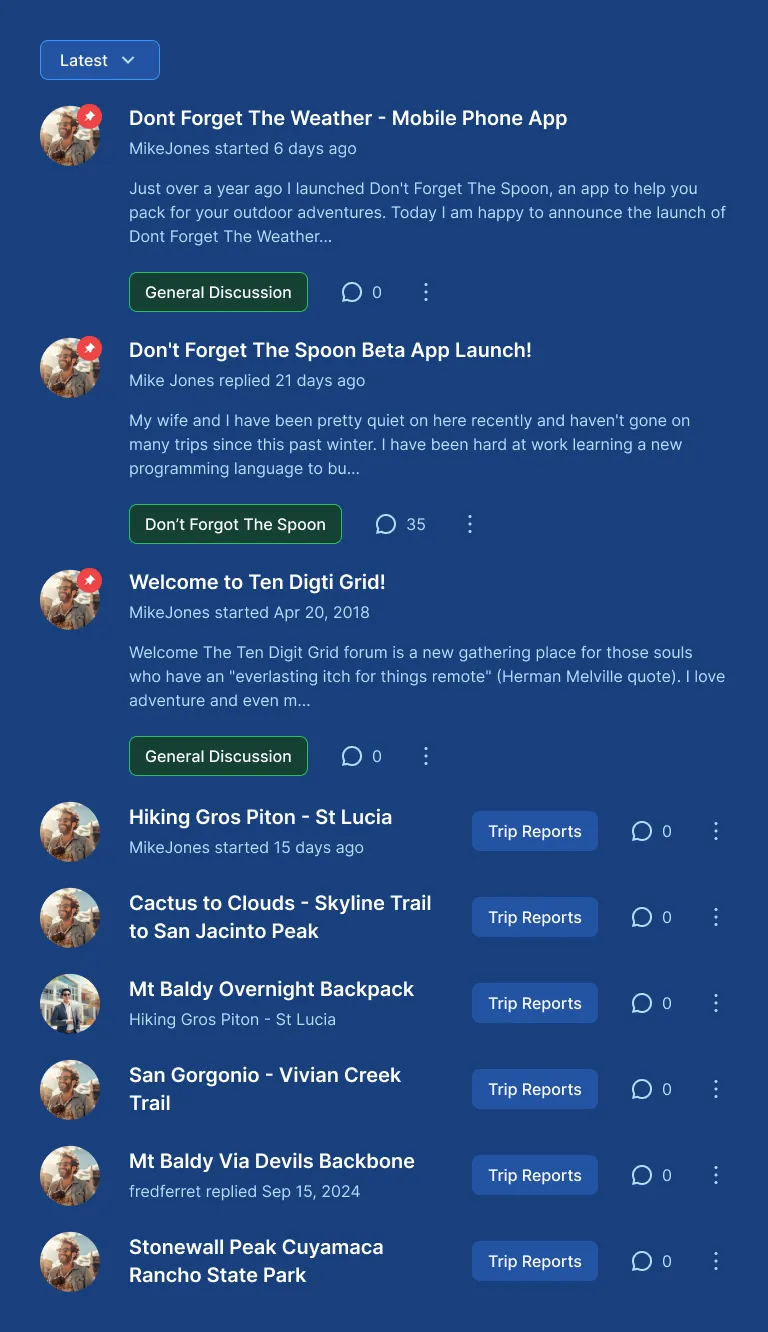 Latest
Dont Forget The Weather - Mobile Phone App
MikeJones started 6 days ago
Just over a year ago I launched Don't Forget The Spoon, an app to help you
pack for your outdoor adventures. Today I am happy to announce the launch of
Dont Forget The Weather...
General Discussion 0
Don't Forget The Spoon Beta App Launch!
Mike Jones replied 21 days ago
My wife and I have been pretty quiet on here recently and haven't gone on
many trips since this past winter. I have been hard at work learning a new
programming language to bu...
Don’t Forgot The Spoon 35
Welcome to Ten Digti Grid!
MikeJones started Apr 20, 2018
Welcome The Ten Digit Grid forum is a new gathering place for those souls
who have an "everlasting itch for things remote" (Herman Melville quote). I love
adventure and even m...
General Discussion 0
Hiking Gros Piton - St Lucia
MikeJones started 15 days ago
Trip Reports 0
Cactus to Clouds - Skyline Trail
to San Jacinto Peak
Trip Reports 0
Mt Baldy Overnight Backpack
Hiking Gros Piton - St Lucia
Trip Reports 0
San Gorgonio - Vivian Creek
Trail
Trip Reports 0
Mt Baldy Via Devils Backbone
fredferret replied Sep 15, 2024
Trip Reports 0
Stonewall Peak Cuyamaca
Rancho State Park
Trip Reports 0